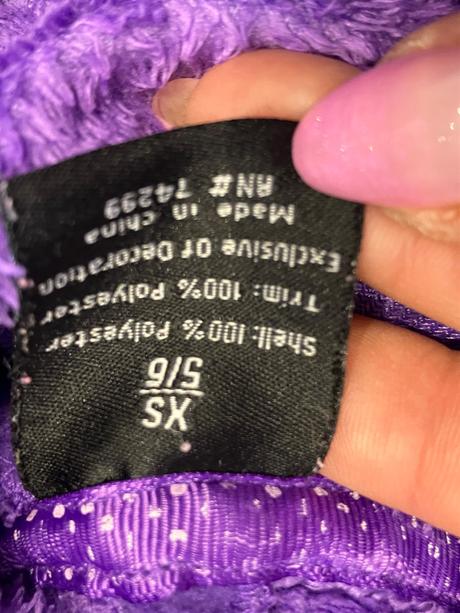 XS
5/6
Shell: 100% Polyester
Trim: 100% Polyester
Exclusive Of Decoration
Made in china
RN# 74299